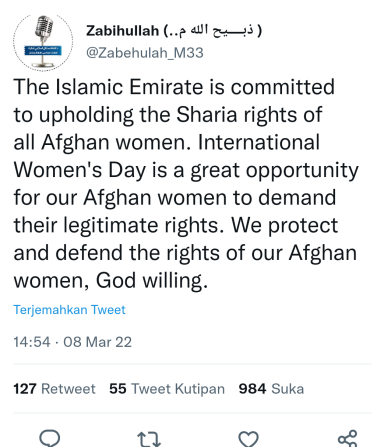 Zabihullah (..ذبـــیح الله م )
@Zabehulah_M33
The Islamic Emirate is committed
to upholding the Sharia rights of
all Afghan women. International
Women's Day is a great opportunity
for our Afghan women to demand
their legitimate rights. We protect
and defend the rights of our Afghan
women, God willing.
Terjemahkan Tweet
14:54 · 08 Mar 22
127 Retweet 55 Tweet Kutipan 984 Suka